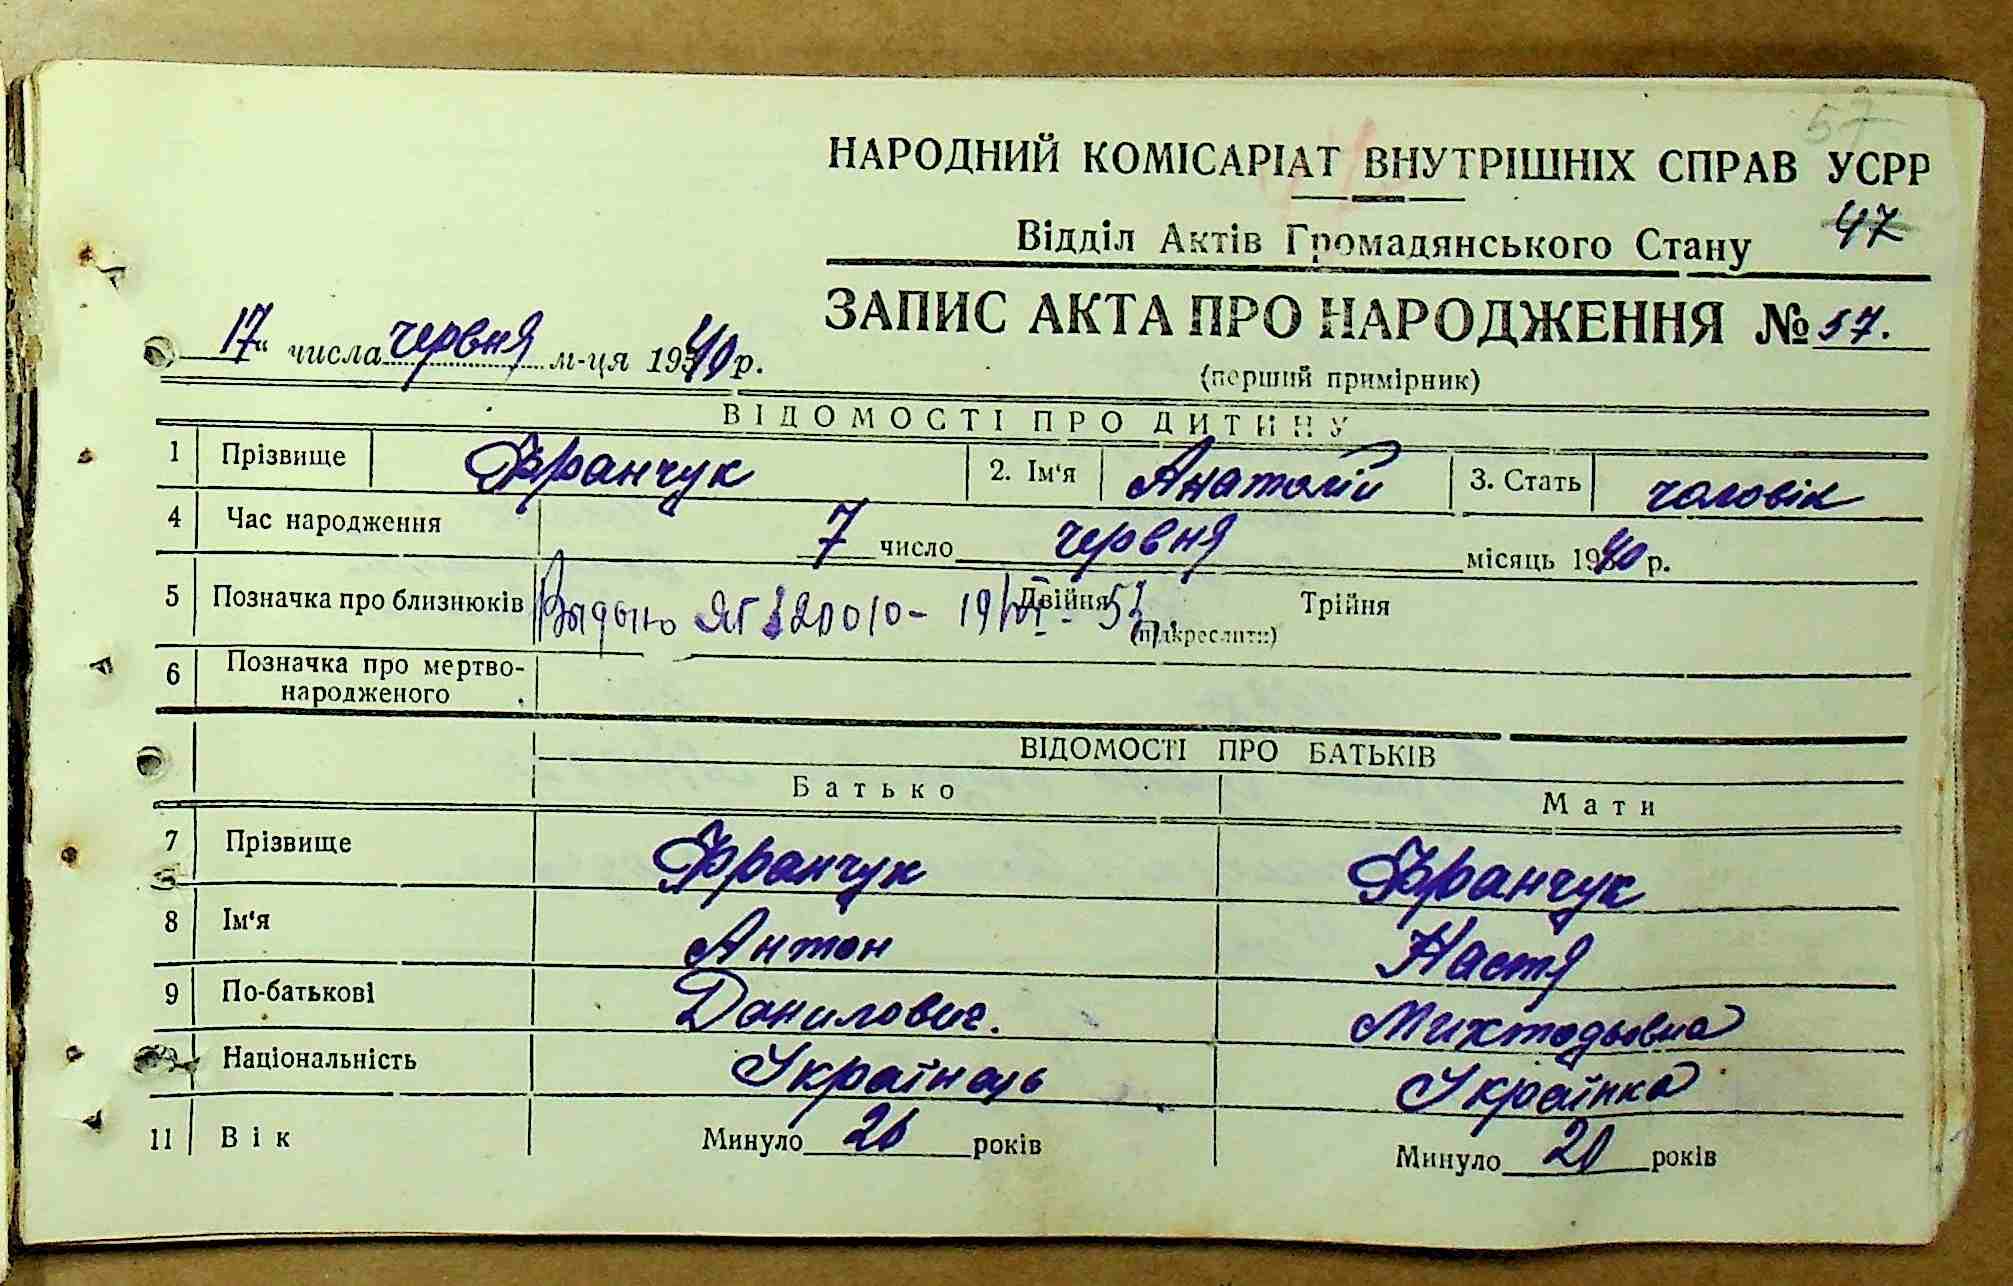 57
НАРОДНИЙ КОМІСАРІАТ ВНУТРІШНІХ СПРАВ УСРР
Відділ Актів Громадянського Стану 47
ЗАПИС АКТА ПРО НАРОДЖЕННЯ № 57.
17 " числа червня м-ця 1940 р.
(перший примірник)
ВІДОМОСТІ ПРО ДИТИНУ
1 Прізвище Франчук 2. Ім'я Анатолій 3. Стать чоловік
4 Час народження 7 число червня місяць 1940 р.
5 Позначка про близнюків Двійня Трійня
(підкреслити)
6 Позначка про мертво-
народженого
ВІДОМОСТІ ПРО БАТЬКІВ
Батько Мати
7 Прізвище Франчук Франчук
8 Ім'я Антон Настя
9 По-батькові Данилович. Михтодьовна
Національність Українець Українка
11 Вік Минуло 26 років Минуло 20 років